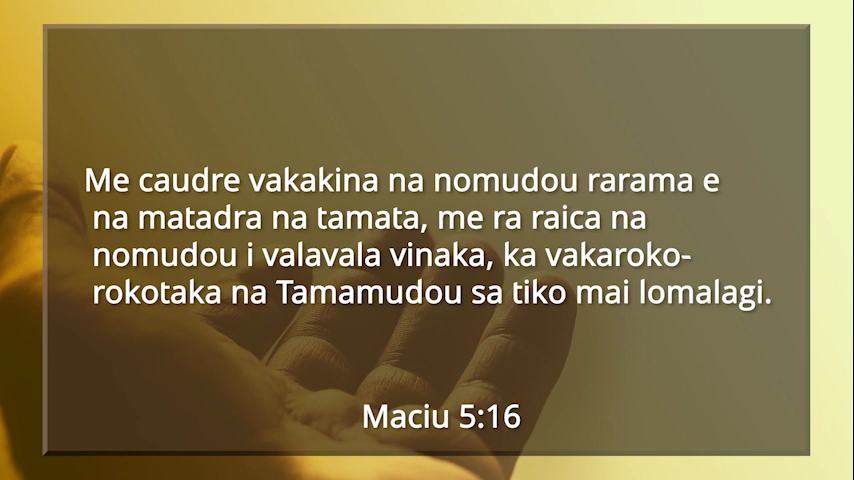 Me caudre vakakina na nomudou rarama e
na matadra na tamata, me ra raica na
nomudou i valavala vinaka, ka vakaroko-
rokotaka na Tamamudou sa tiko mai lomalagi.
Maciu 5:16